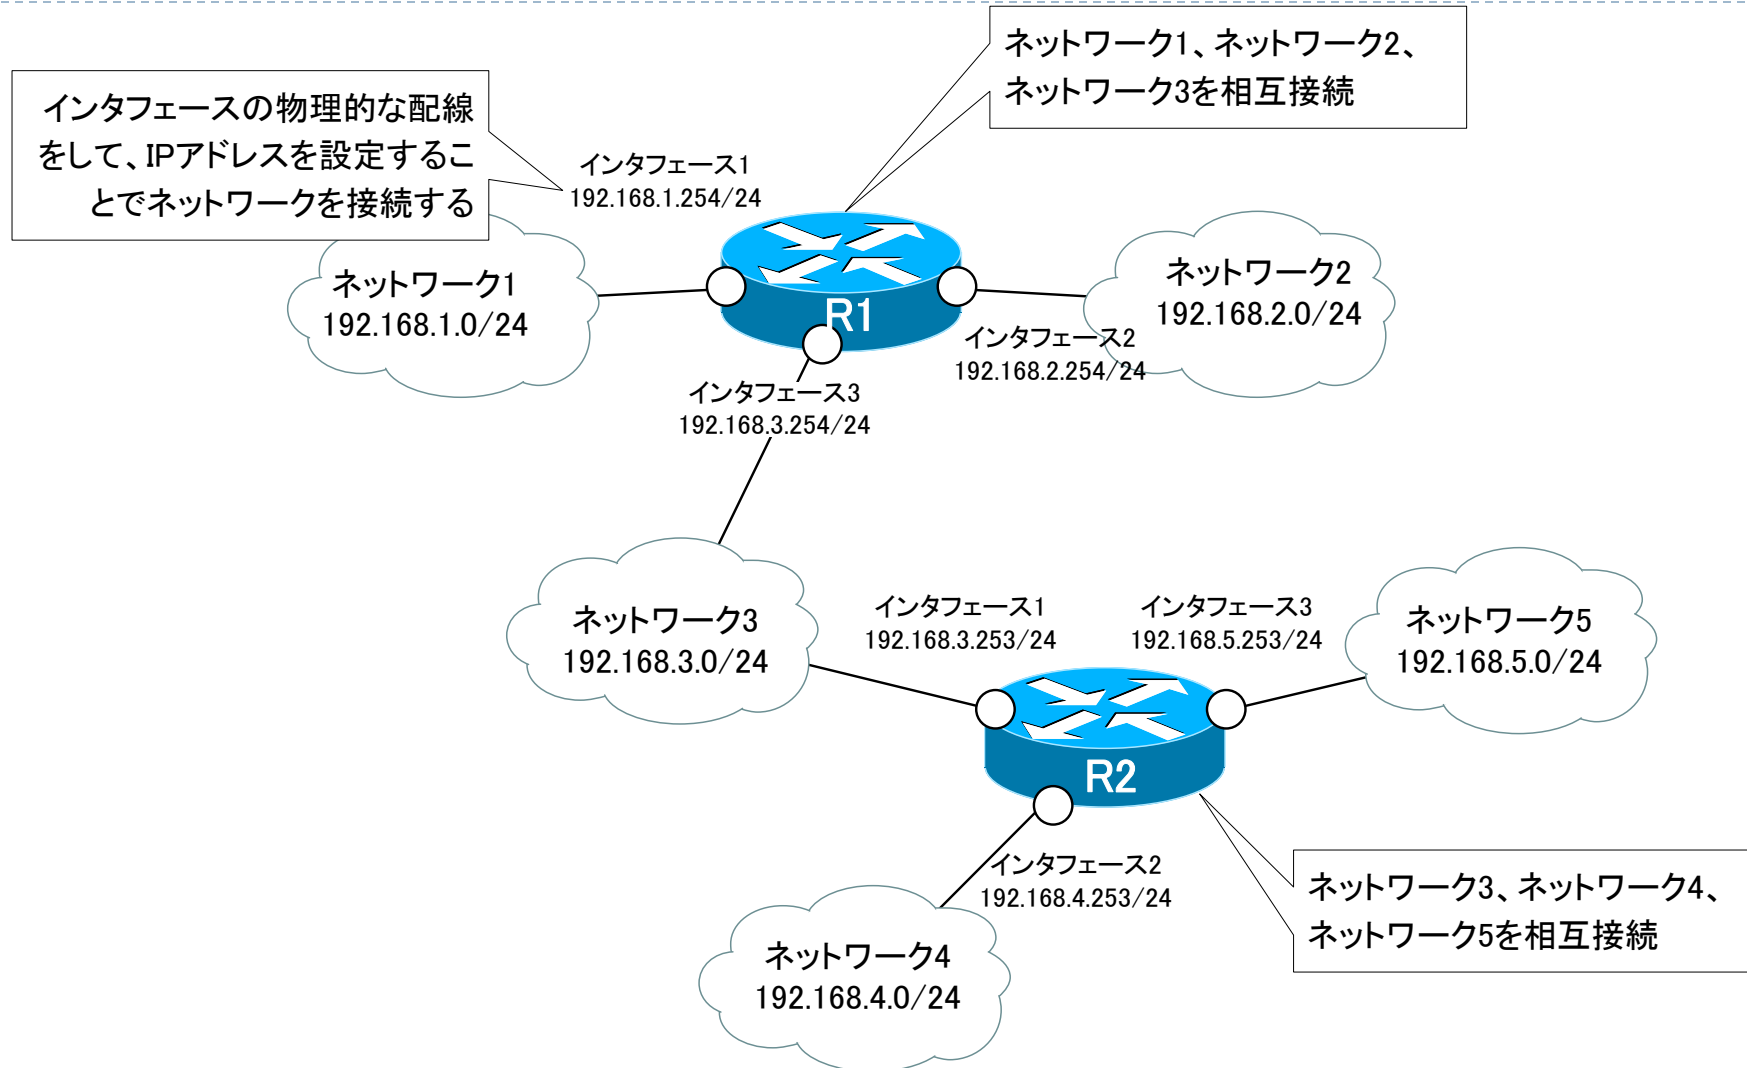 ネットワーク1、ネットワーク2、
ネットワーク3を相互接続
インタフェースの物理的な配線
をして、IPアドレスを設定するこ
とでネットワークを接続する
インタフェース1
192.168.1.254/24
ネットワーク1
192.168.1.0/24
R1
ネットワーク2
192.168.2.0/24
インタフェース2
192.168.2.254/24
インタフェース3
192.168.3.254/24
ネットワーク3
192.168.3.0/24
インタフェース1
192.168.3.253/24
インタフェース3
192.168.5.253/24
ネットワーク5
192.168.5.0/24
R2
インタフェース2
192.168.4.253/24
ネットワーク3、ネットワーク4、
ネットワーク5を相互接続
ネットワーク4
192.168.4.0/24